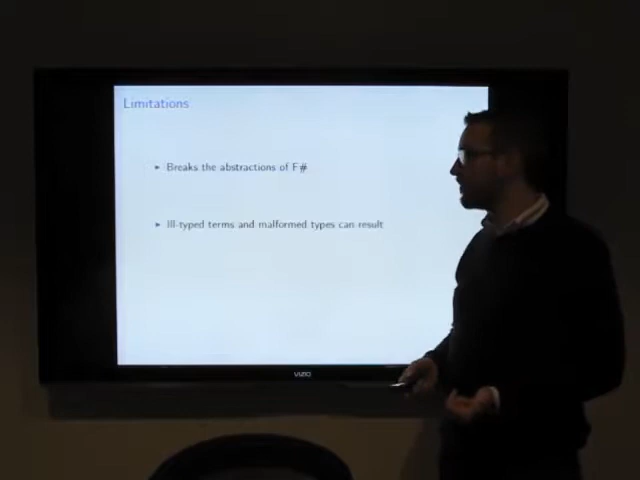 Limitations
Breaks the abstractions of F#
Ill-typed terms and malformed types can result
VIZIO